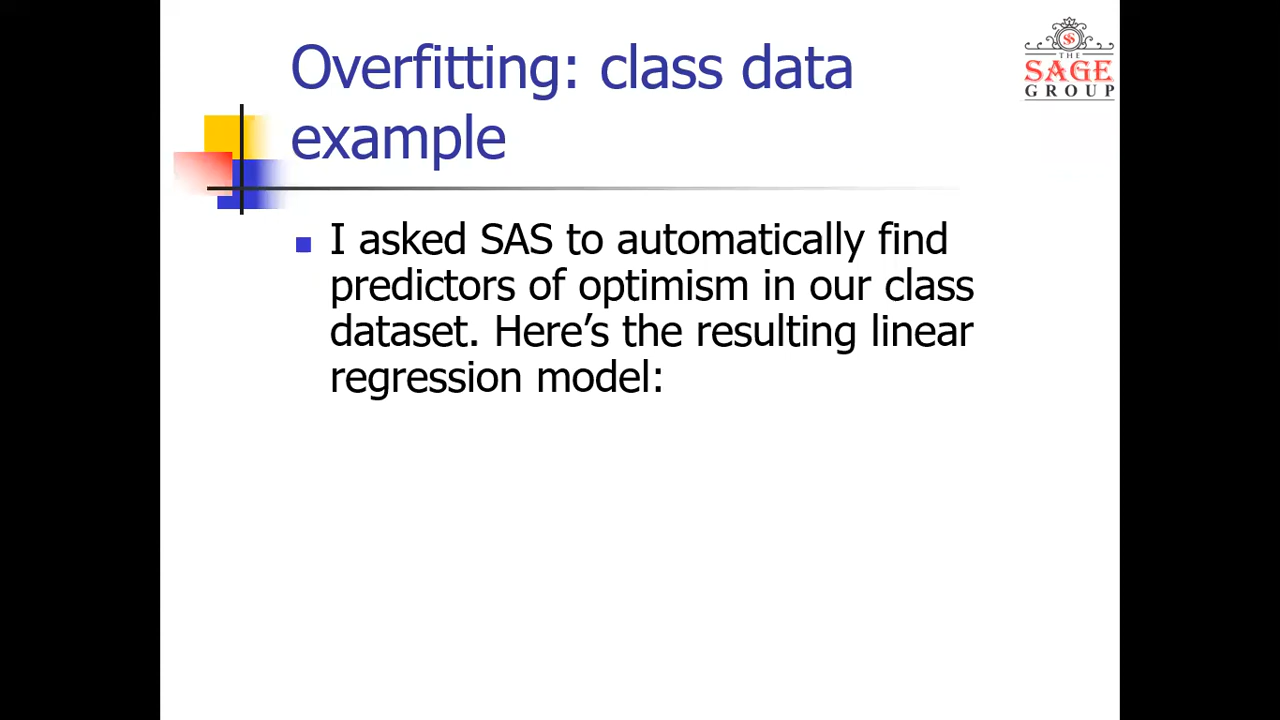 Overfitting: class data
example
SS
THE
SAGE
GROUP
I asked SAS to automatically find
predictors of optimism in our class
dataset. Here’s the resulting linear
regression model: